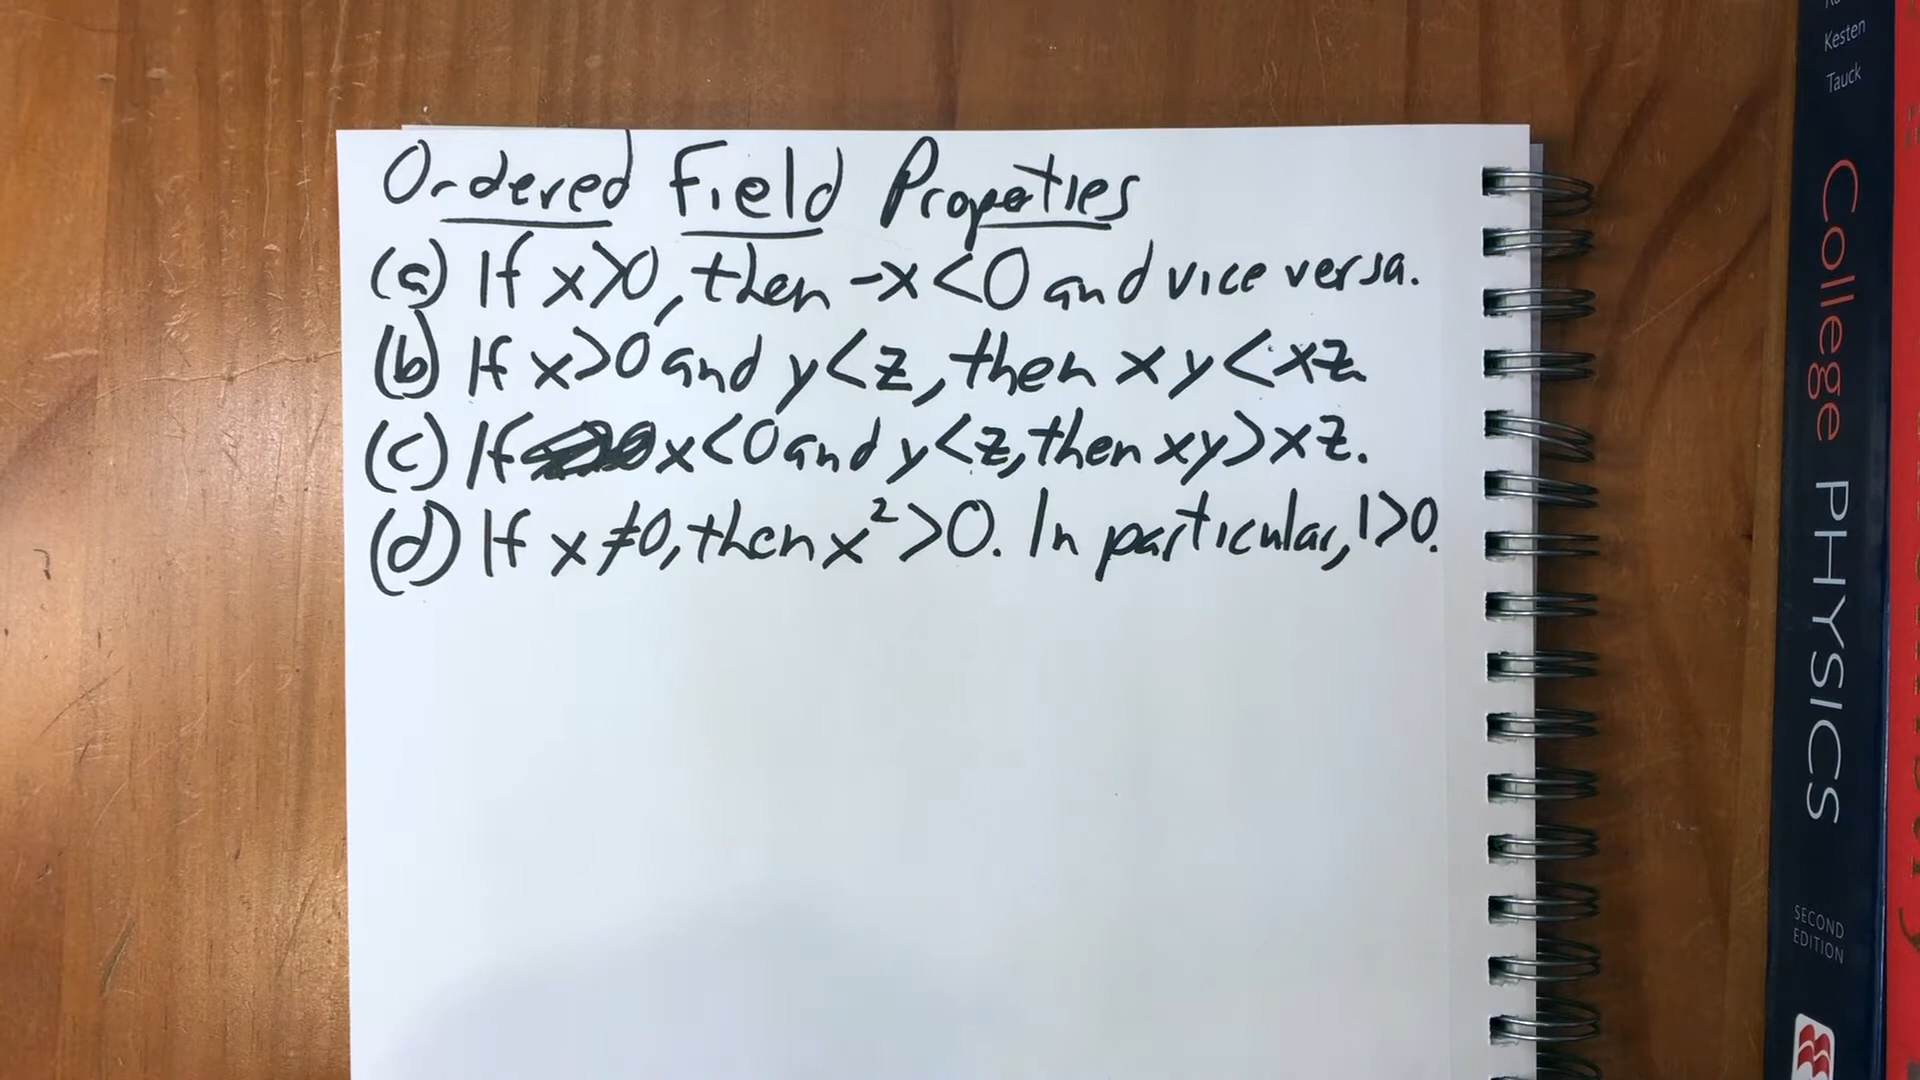 Ordered Field Properties
(a) If x>0, then -x<0 and vice versa.
(b) If x>0 and y<z, then xy<xz
(c) If x<0 and y<z, then xy>xz.
(d) If x≠0, then x²>0. In particular, 1>0.
Kesten
Tauck
College PHYSICS
SECOND
EDITION